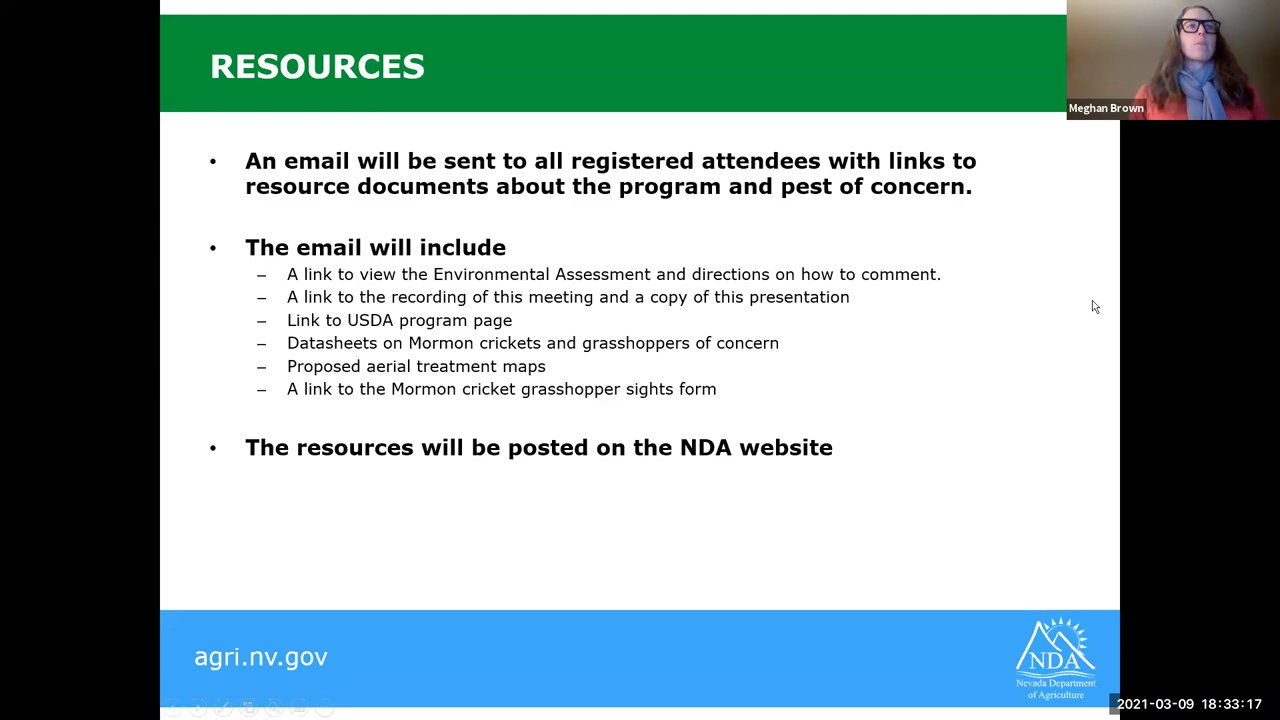 RESOURCES
Meghan Brown
• An email will be sent to all registered attendees with links to
resource documents about the program and pest of concern.
• The email will include
– A link to view the Environmental Assessment and directions on how to comment.
– A link to the recording of this meeting and a copy of this presentation
– Link to USDA program page
– Datasheets on Mormon crickets and grasshoppers of concern
– Proposed aerial treatment maps
– A link to the Mormon cricket grasshopper sights form
• The resources will be posted on the NDA website
agri.nv.gov
NDA
Nevada Department
of Agriculture
2021-03-09 18:33:17